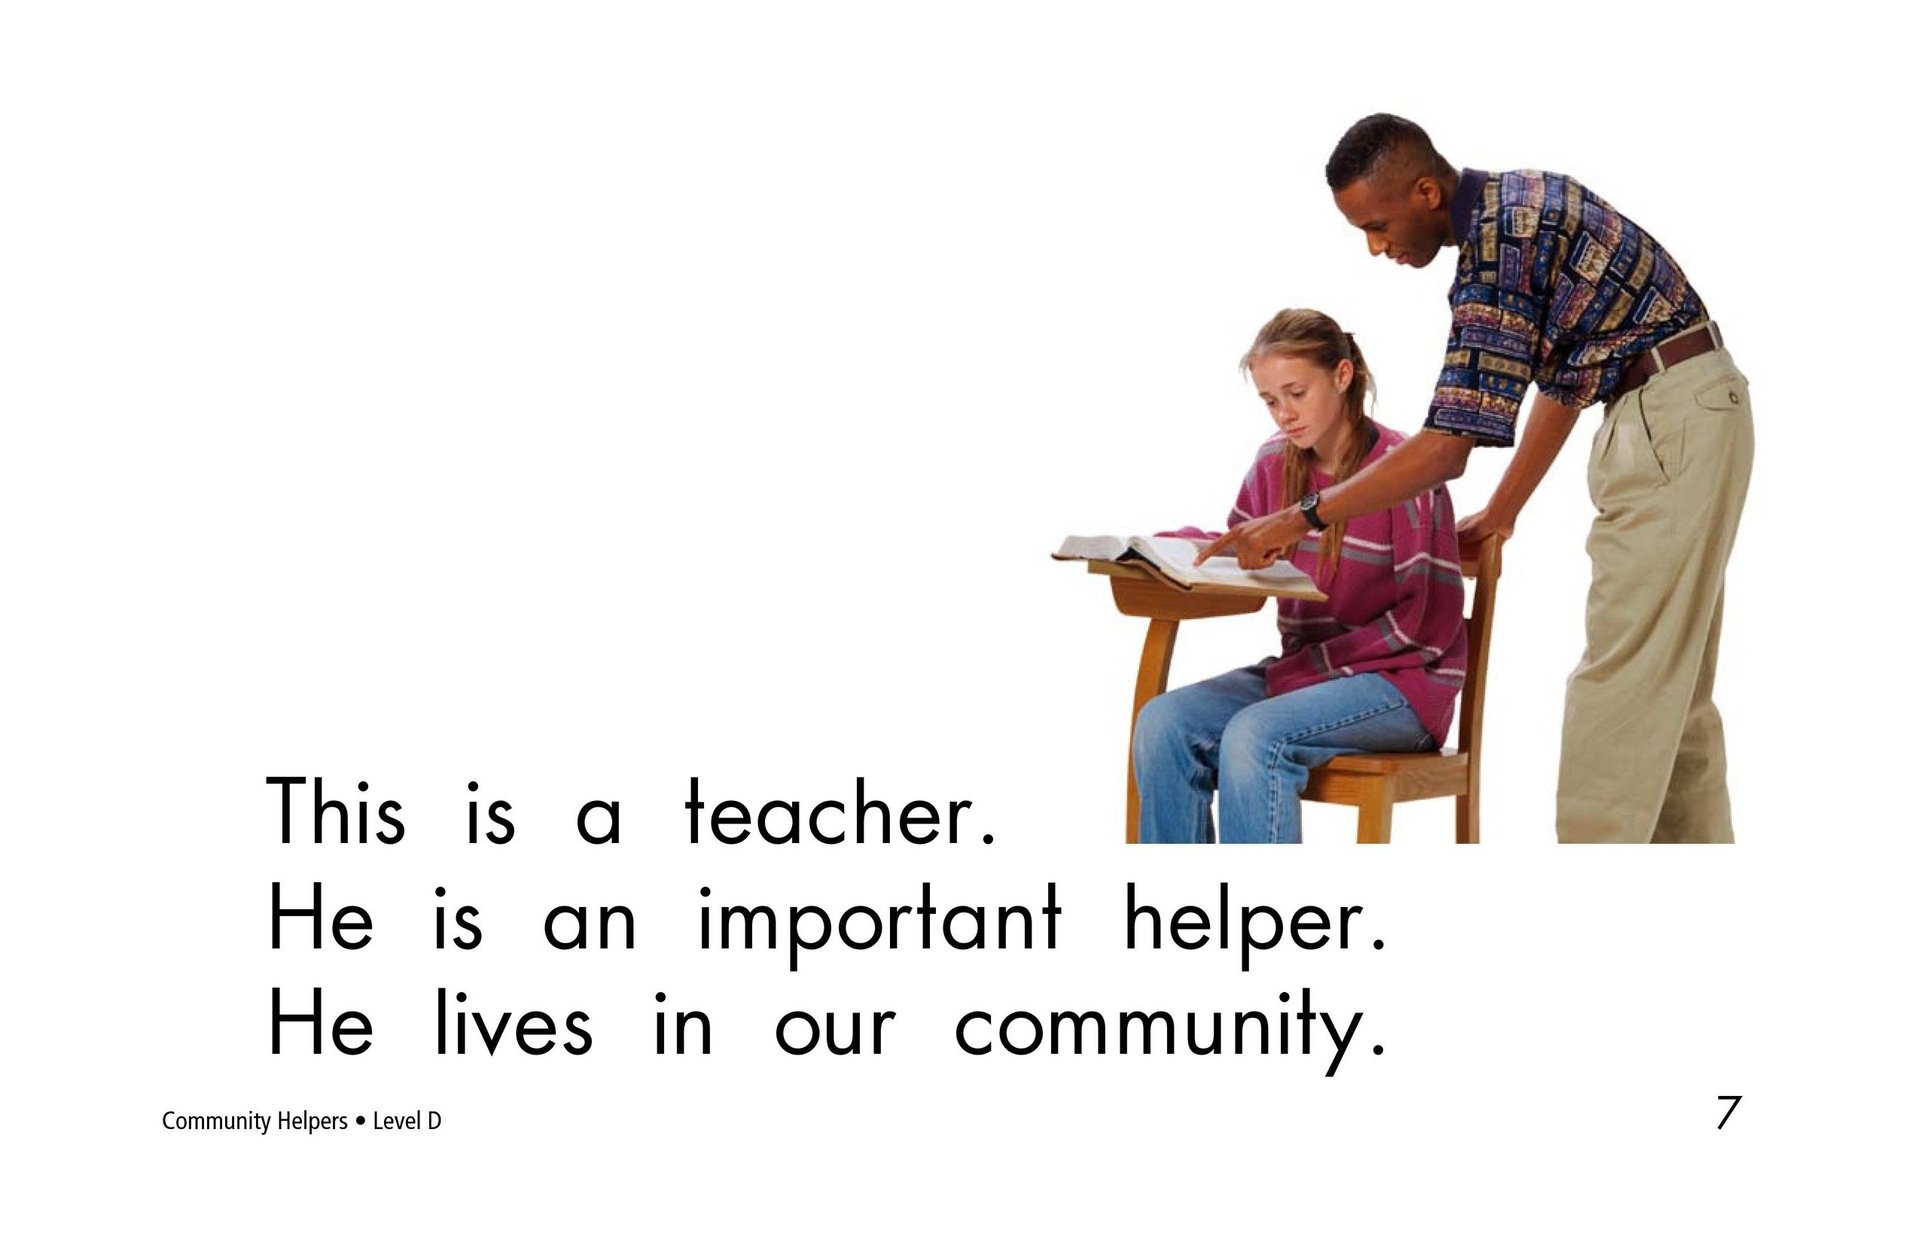 This is a teacher.
He is an important helper.
He lives in our community.
Community Helpers • Level D
7